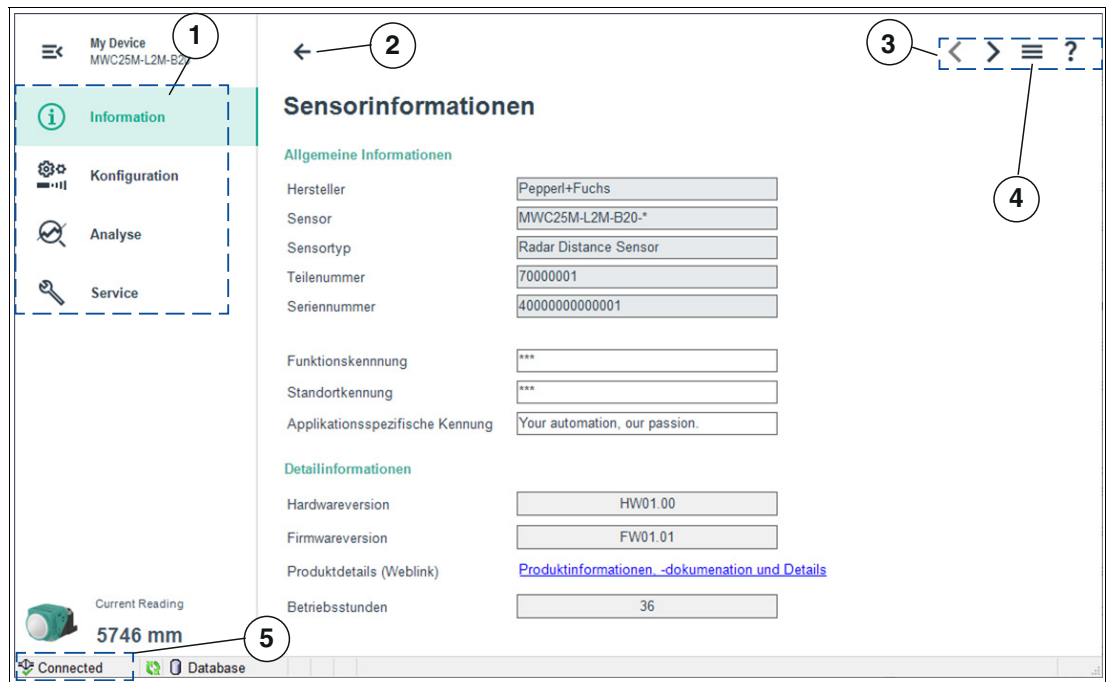 My Device
MWC25M-L2M-B20
1
2
3
?
4
Information
Konfiguration
Analyse
Service
Sensorinformationen
Allgemeine Informationen
Hersteller Pepperl+Fuchs
Sensor MWC25M-L2M-B20-*
Sensortyp Radar Distance Sensor
Teilenummer 70000001
Seriennummer 40000000000001
Funktionskennnung ***
Standortkennung ***
Applikationsspezifische Kennung Your automation, our passion.
Detailinformationen
Hardwareversion HW01.00
Firmwareversion FW01.01
Produktdetails (Weblink) Produktinformationen, -dokumenation und Details
Betriebsstunden 36
Current Reading
5746 mm
5
Connected Database